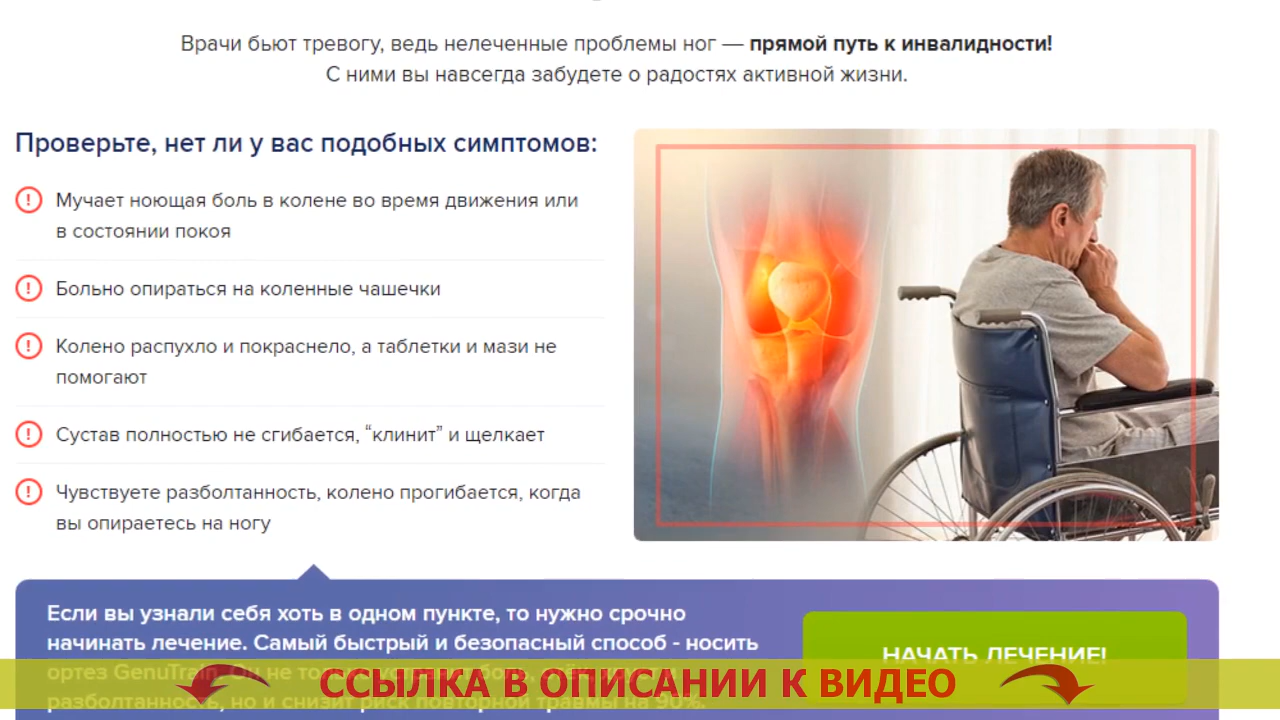 Врачи бьют тревогу, ведь нелеченные проблемы ног — прямой путь к инвалидности!
С ними вы навсегда забудете о радостях активной жизни.
Проверьте, нет ли у вас подобных симптомов:
Мучает ноющая боль в колене во время движения или
в состоянии покоя
Больно опираться на коленные чашечки
Колено распухло и покраснело, а таблетки и мази не
помогают
Сустав полностью не сгибается, “клинит” и щелкает
Чувствуете разболтанность, колено прогибается, когда
вы опираетесь на ногу
Если вы узнали себя хоть в одном пункте, то нужно срочно
начинать лечение. Самый быстрый и безопасный способ - носить
ортез GenuTrain. Он не только
разболтанность, но и снизит риск повторной травмы на 90%.
НАЧАТЬ ЛЕЧЕНИЕ!
ССЫЛКА В ОПИСАНИИ К ВИДЕО